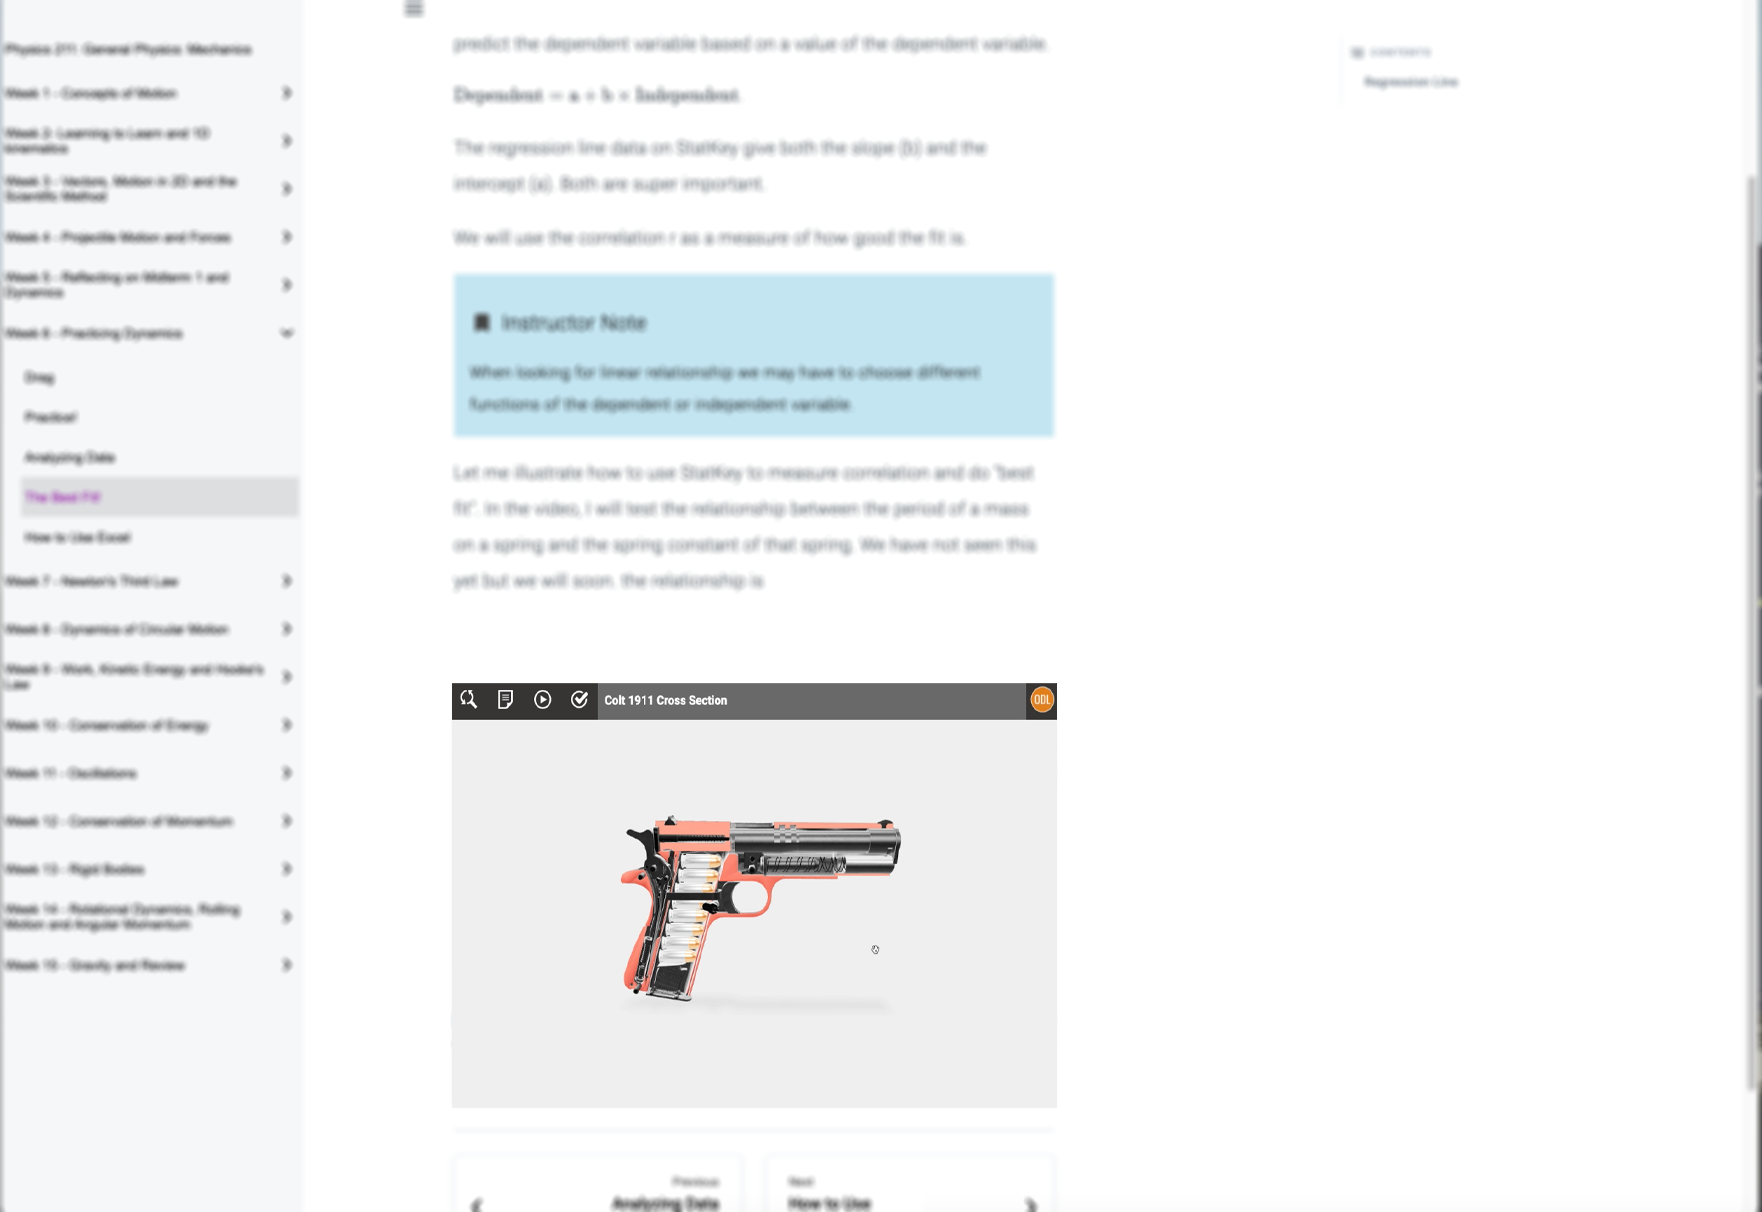 Physics 211: General Physics: Mechanics
Week 1 - Concepts of Motion
Week 2- Learning to Learn and 1D
kinematics
Week 3 - Vectors, Motion in 2D and the
Scientific Method
Week 4 - Projectile Motion and Forces
Week 5 - Reflecting on Midterm 1 and
Dynamics
Week 6 - Practicing Dynamics
Drag
Practice!
Analyzing Data
The Best Fit!
How to Use Excel
Week 7 - Newton's Third Law
Week 8 - Dynamics of Circular Motion
Week 9 - Work, Kinetic Energy and Hooke's
Law
Week 10 - Conservation of Energy
Week 11 - Oscillations
Week 12 - Conservation of Momentum
Week 13 - Rigid Bodies
Week 14 - Rotational Dynamics, Rolling
Motion and Angular Momentum
Week 15 - Gravity and Review
predict the dependent variable based on a value of the dependent variable.
Dependent = a + b × Independent.
The regression line data on StatKey give both the slope (b) and the
intercept (a). Both are super important.
We will use the correlation r as a measure of how good the fit is.
Instructor Note
When looking for linear relationship we may have to choose different
functions of the dependent or independent variable.
Let me illustrate how to use StatKey to measure correlation and do "best
fit". In the video, I will test the relationship between the period of a mass
on a spring and the spring constant of that spring. We have not seen this
yet but we will soon. the relationship is
Colt 1911 Cross Section
ODL
Previous
Analyzing Data
Next
How to Use
CONTENTS
Regression Line